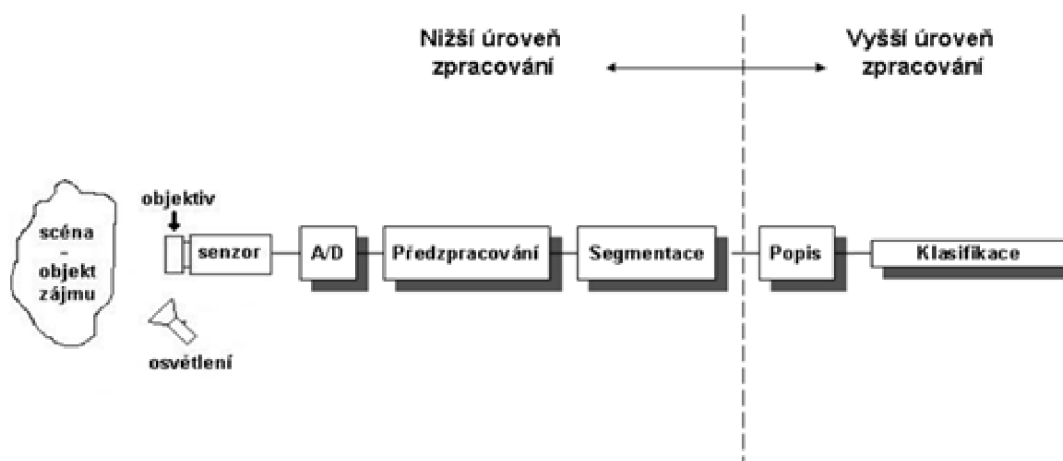 Nižší úroveň
zpracování
Vyšší úroveň
zpracování
objektiv
scéna
-
objekt
zájmu
senzor
A/D
Předzpracování
Segmentace
Popis
Klasifikace
osvětlení